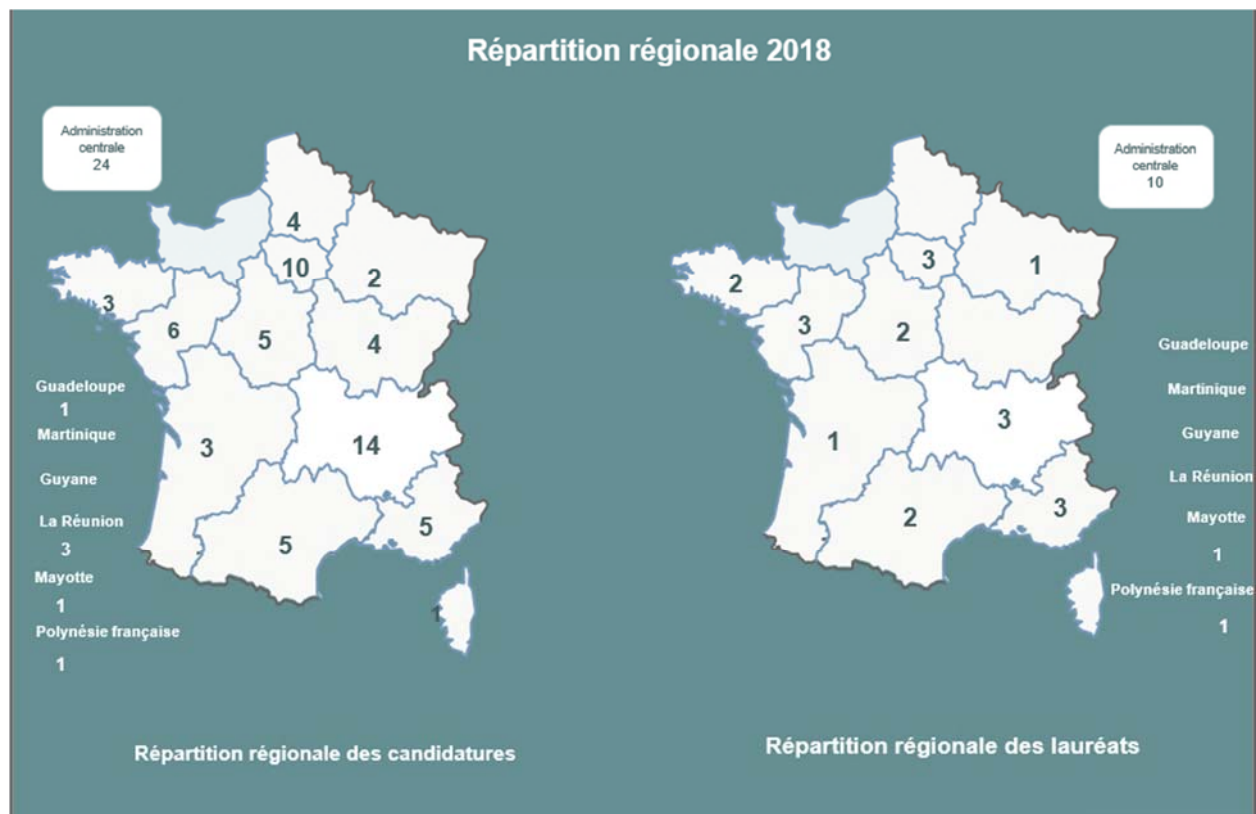 Répartition régionale 2018
Administration
centrale
24
4
10
2
3
6
5
4
Guadeloupe
1
Martinique
3
14
Guyane
La Réunion
3
5
5
Mayotte
1
1
Polynésie française
1
Répartition régionale des candidatures
Administration
centrale
10
3
1
2
3
2
Guadeloupe
Martinique
3
1
Guyane
La Réunion
3
2
Mayotte
1
Polynésie française
1
Répartition régionale des lauréats